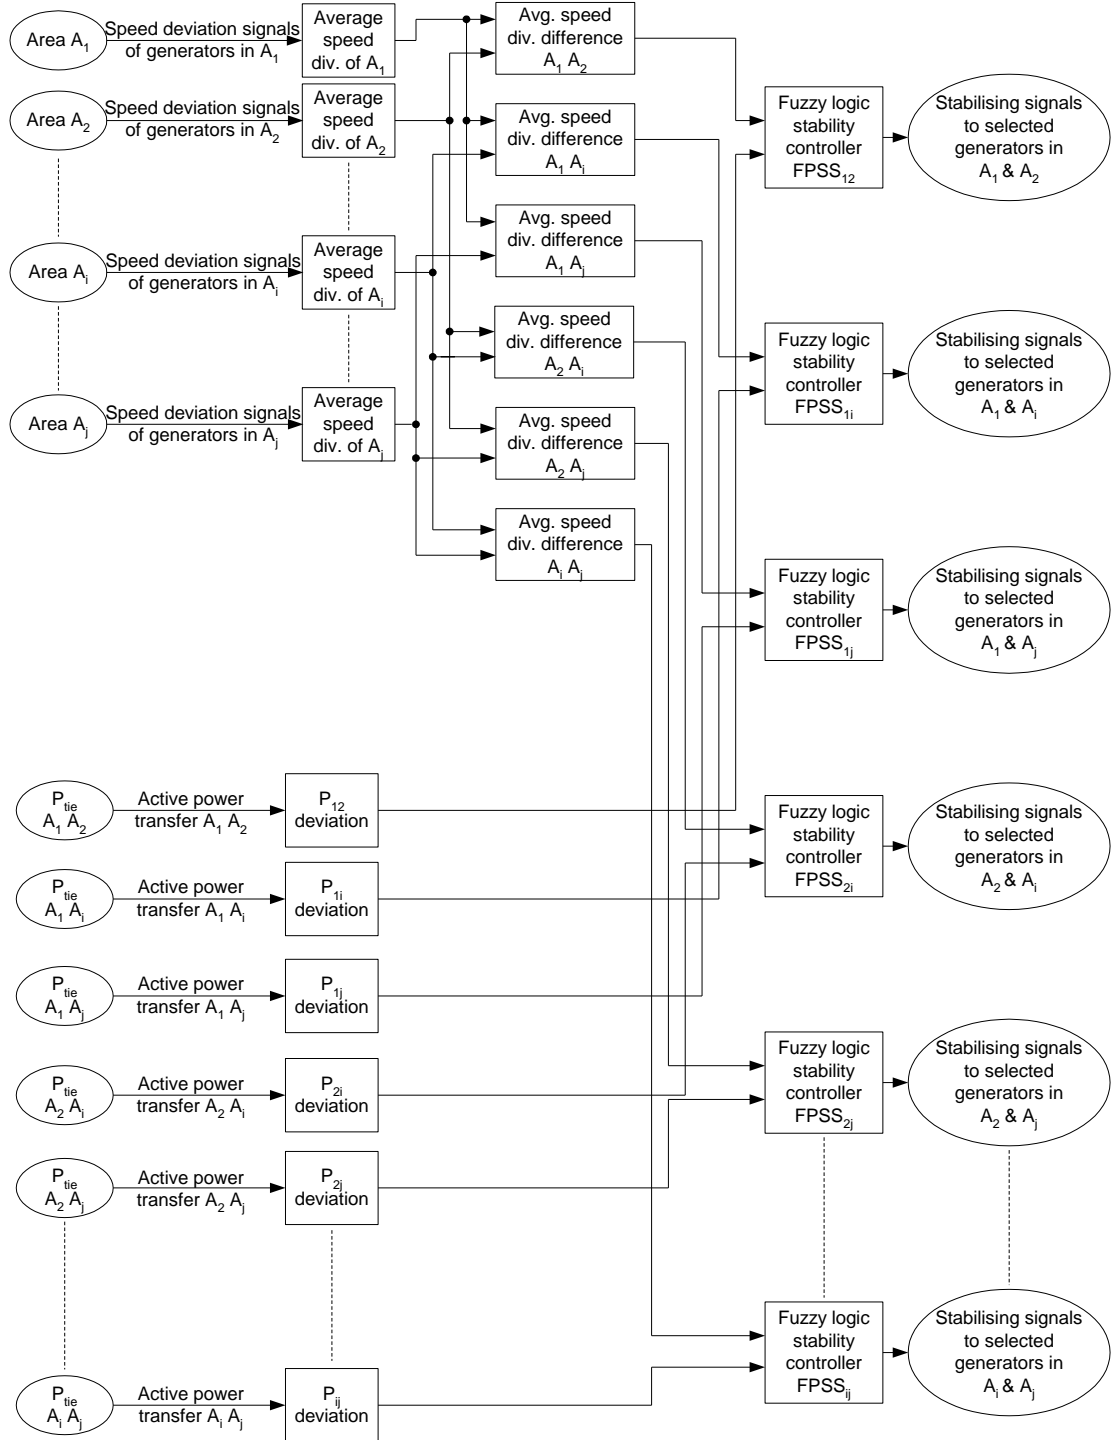 Area A1
Speed deviation signals
of generators in A1
Average
speed
div. of A1
Avg. speed
div. difference
A1 A2
Area A2
Speed deviation signals
of generators in A2
Average
speed
div. of A2
Avg. speed
div. difference
A1 Ai
Fuzzy logic
stability
controller
FPSS12
Stabilising signals
to selected
generators in
A1 & A2
Avg. speed
div. difference
A1 Aj
Area Ai
Speed deviation signals
of generators in Ai
Average
speed
div. of Ai
Avg. speed
div. difference
A2 Ai
Fuzzy logic
stability
controller
FPSS1i
Stabilising signals
to selected
generators in
A1 & Ai
Area Aj
Speed deviation signals
of generators in Aj
Average
speed
div. of Aj
Avg. speed
div. difference
A2 Aj
Avg. speed
div. difference
Ai Aj
Fuzzy logic
stability
controller
FPSS1j
Stabilising signals
to selected
generators in
A1 & Aj
Ptie
A1 A2
Active power
transfer A1 A2
P12
deviation
Fuzzy logic
stability
controller
FPSS2i
Stabilising signals
to selected
generators in
A2 & Ai
Ptie
A1 Ai
Active power
transfer A1 Ai
P1i
deviation
Ptie
A1 Aj
Active power
transfer A1 Aj
P1j
deviation
Ptie
A2 Ai
Active power
transfer A2 Ai
P2i
deviation
Fuzzy logic
stability
controller
FPSS2j
Stabilising signals
to selected
generators in
A2 & Aj
Ptie
A2 Aj
Active power
transfer A2 Aj
P2j
deviation
Ptie
Ai Aj
Active power
transfer Ai Aj
Pij
deviation
Fuzzy logic
stability
controller
FPSSij
Stabilising signals
to selected
generators in
Ai & Aj